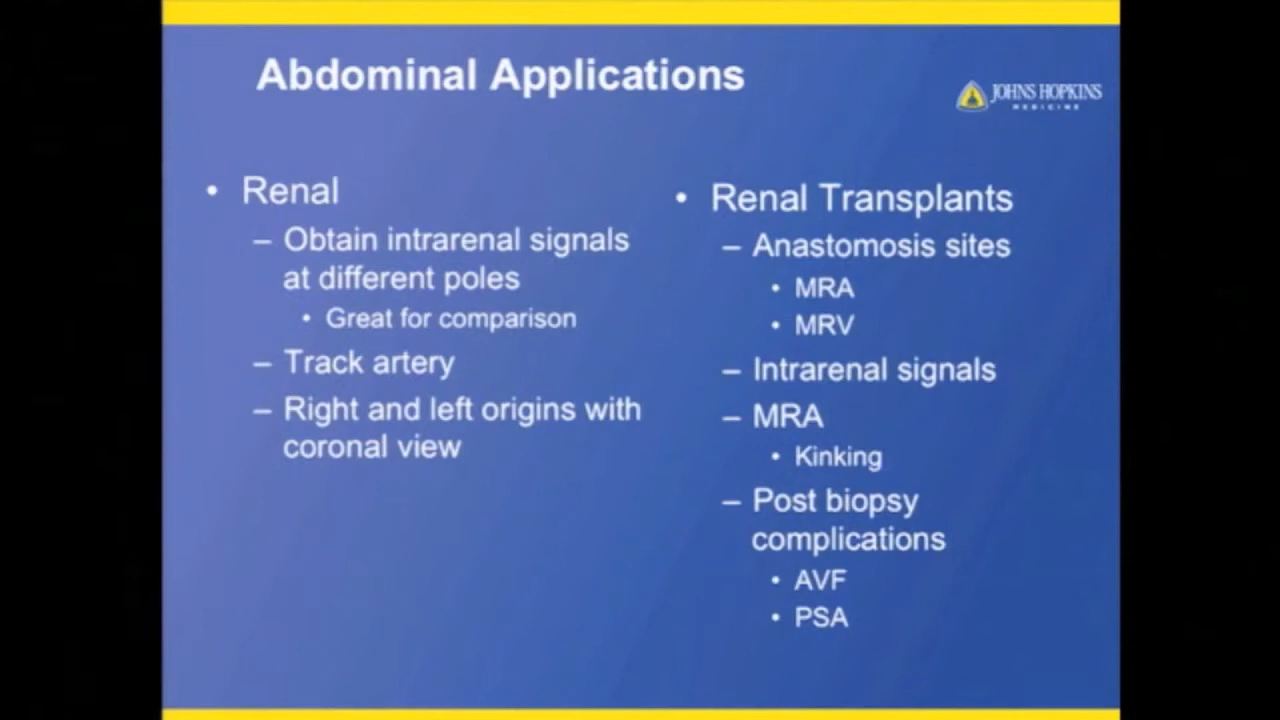 Abdominal Applications
JOHNS HOPKINS
MEDICINE
• Renal
– Obtain intrarenal signals
at different poles
• Great for comparison
– Track artery
– Right and left origins with
coronal view
• Renal Transplants
– Anastomosis sites
• MRA
• MRV
– Intrarenal signals
– MRA
• Kinking
– Post biopsy
complications
• AVF
• PSA